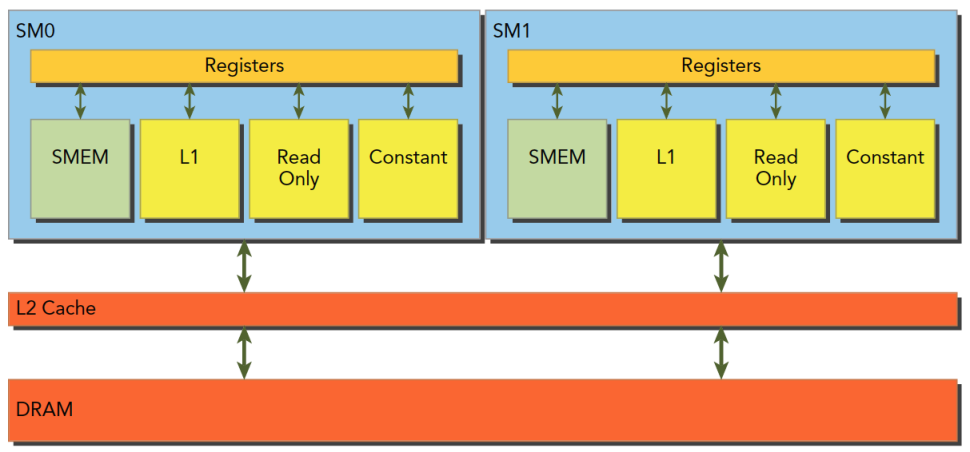 SM0
SM1
Registers
Registers
SMEM
L1
Read
Only
Constant
SMEM
L1
Read
Only
Constant
L2 Cache
DRAM